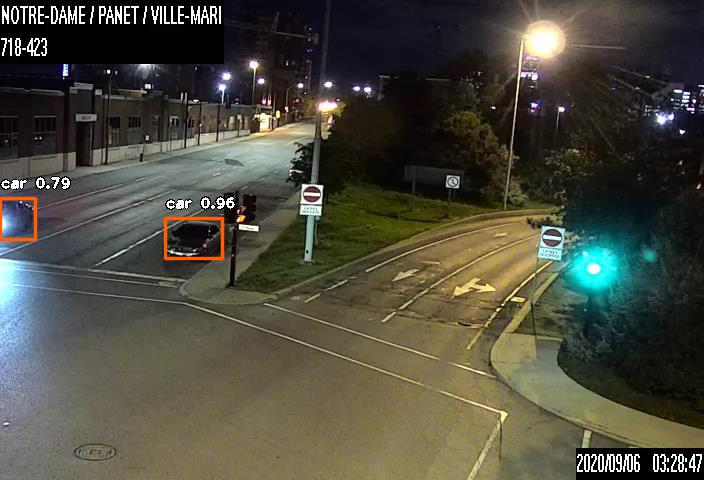 NOTRE-DAME / PANET / VILLE-MARI
718-423
car 0.79
car 0.96
2020/09/06 03:28:47